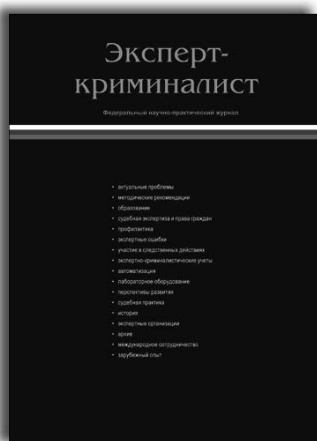 Эксперт-
криминалист
Федеральный научно-практический журнал
• актуальные проблемы
• методические рекомендации
• образование
• судебная экспертиза и права граждан
• профилактика
• экспертные ошибки
• участие в следственных действиях
• экспертно-криминалистические учеты
• автоматизация
• лабораторное оборудование
• перспективы развития
• судебная практика
• история
• экспертные организации
• архив
• международное сотрудничество
• зарубежный опыт